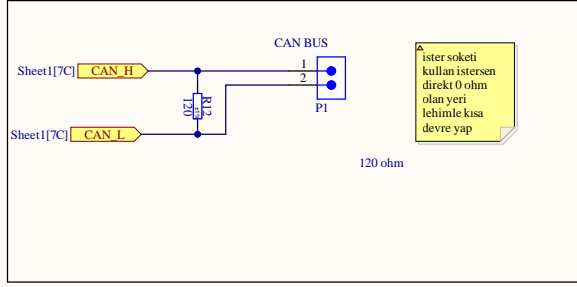 CAN BUS
Sheet1[7C] CAN_H
1
2
P1
R12
120
Sheet1[7C] CAN_L
ister soketi
kullan istersen
direkt 0 ohm
olan yeri
lehimle kısa
devre yap
120 ohm